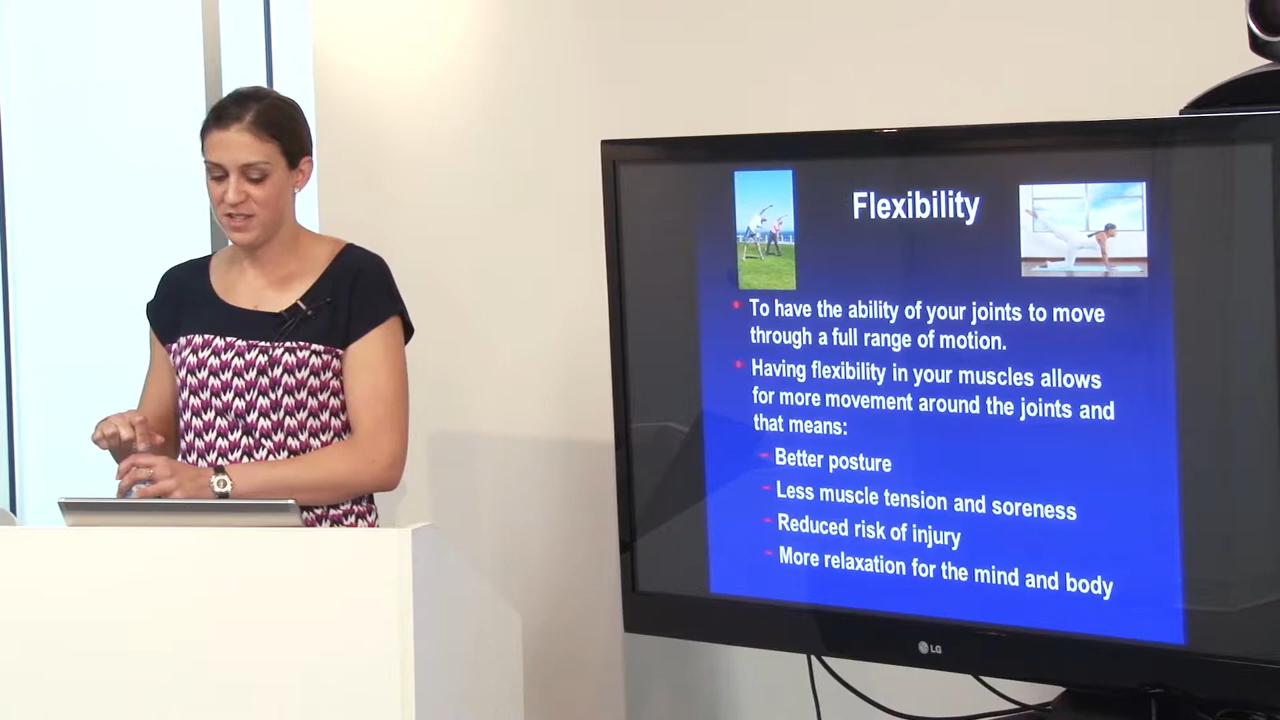 Flexibility
* To have the ability of your joints to move
through a full range of motion.
* Having flexibility in your muscles allows
for more movement around the joints and
that means:
– Better posture
– Less muscle tension and soreness
– Reduced risk of injury
– More relaxation for the mind and body
LG